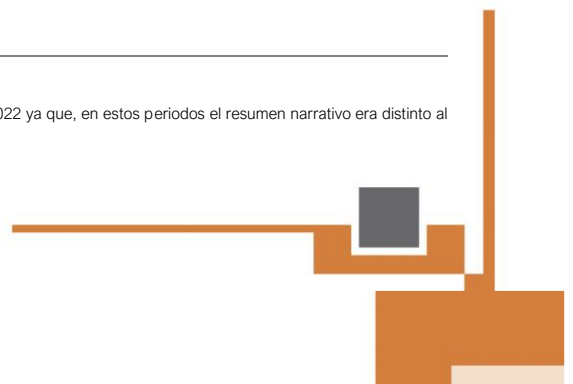 022 ya que, en estos periodos el resumen narrativo era distinto al